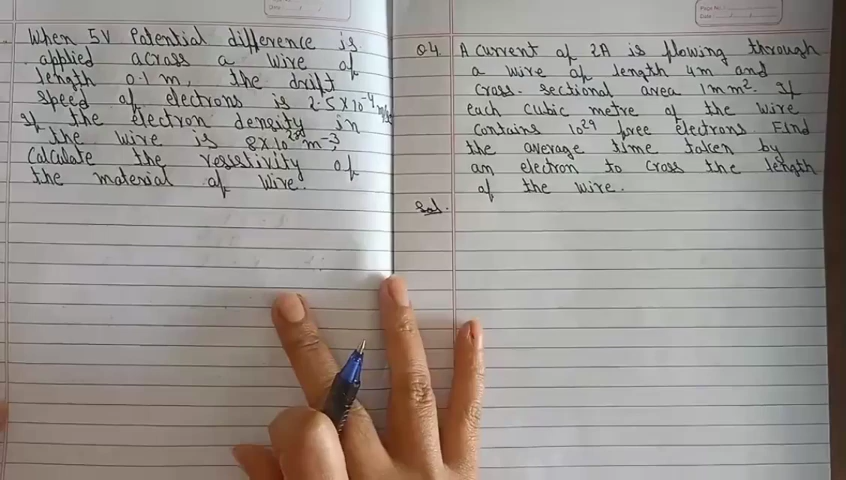 When 5V Potential difference is
applied across a wire of
length 0.1 m, the drift
speed of electrons is 2.5×10⁻⁴ m/s
If the electron density in
the wire is 8×10²⁸ m⁻³
Calculate the resistivity of
the material of wire.
Q4 A current of 2A is flowing through
a wire of length 4m and
cross-sectional area 1mm². If
each cubic metre of the wire
contains 10²⁹ free electrons Find
the average time taken by
an electron to cross the length
of the wire.
Sol.